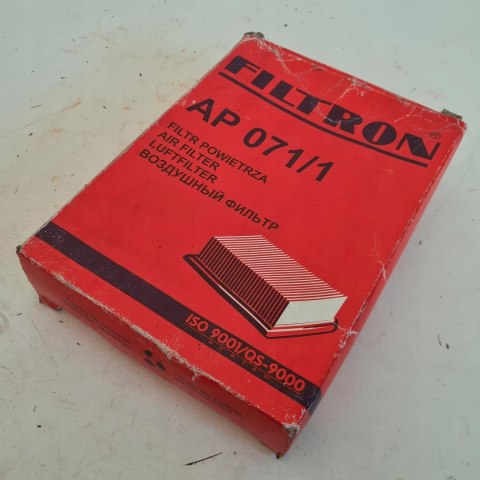 FILTRON®
AP 071/1
FILTR POWIETRZA
AIR FILTER
LUFTFILTER
ВОЗДУШНЫЙ ФИЛЬТР
ISO 9001/QS-9000